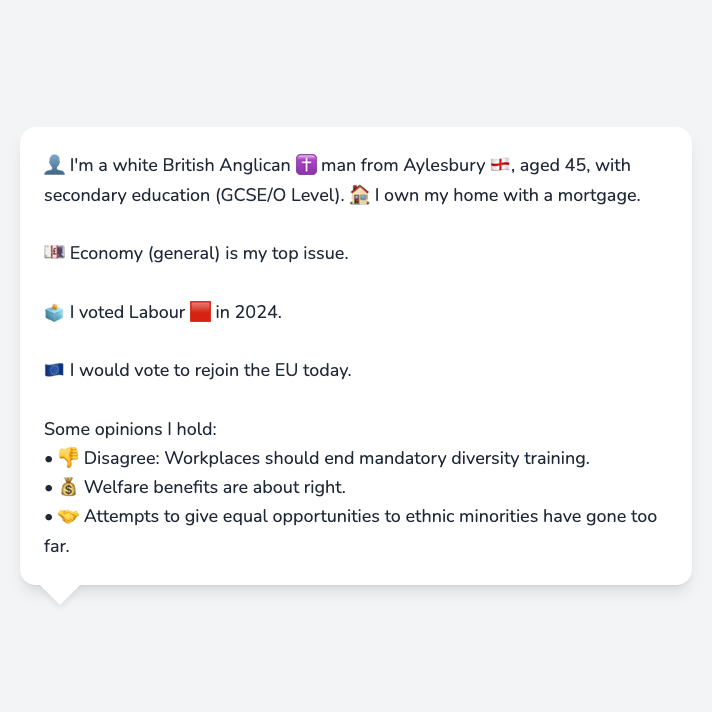 👤 I'm a white British Anglican ✝️ man from Aylesbury 🏴󠁧󠁢󠁥󠁮󠁧󠁿, aged 45, with
secondary education (GCSE/O Level). 🏠 I own my home with a mortgage.
💷 Economy (general) is my top issue.
🗳️ I voted Labour 🟥 in 2024.
🇪🇺 I would vote to rejoin the EU today.
Some opinions I hold:
• 👎 Disagree: Workplaces should end mandatory diversity training.
• 💰 Welfare benefits are about right.
• 🤝 Attempts to give equal opportunities to ethnic minorities have gone too
far.